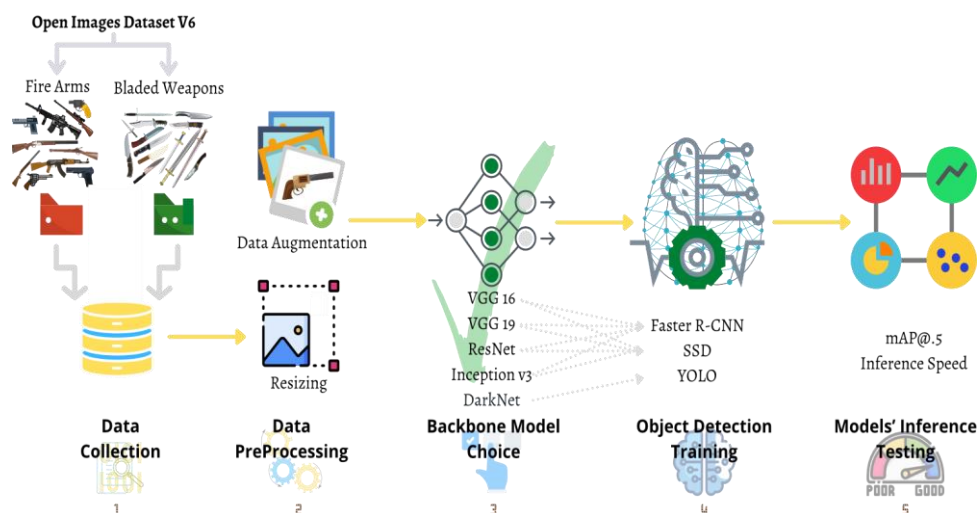 Open Images Dataset V6
Fire Arms
Bladed Weapons
Data Augmentation
Resizing
VGG 16
VGG 19
ResNet
Inception v3
DarkNet
Faster R-CNN
SSD
YOLO
mAP@.5
Inference Speed
Data
Collection
1
Data
PreProcessing
2
Backbone Model
Choice
3
Object Detection
Training
4
Models' Inference
Testing
POOR GOOD
5